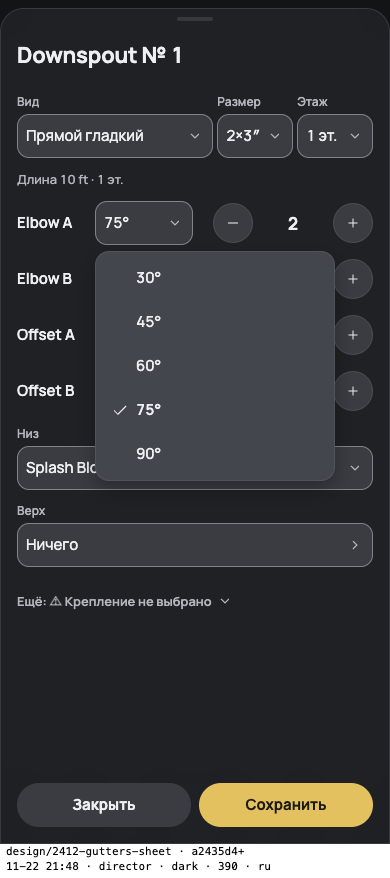 Downspout № 1
Вид Размер Этаж
Прямой гладкий 2×3″ 1 эт.
Длина 10 ft · 1 эт.
Elbow A 75° − 2 +
Elbow B +
Offset A +
Offset B +
30°
45°
60°
✓ 75°
90°
Низ
Splash Blo
Верх
Ничего
Ещё: ⚠ Крепление не выбрано
Закрыть Сохранить
design/2412-gutters-sheet · a2435d4+
11-22 21:48 · director · dark · 390 · ru